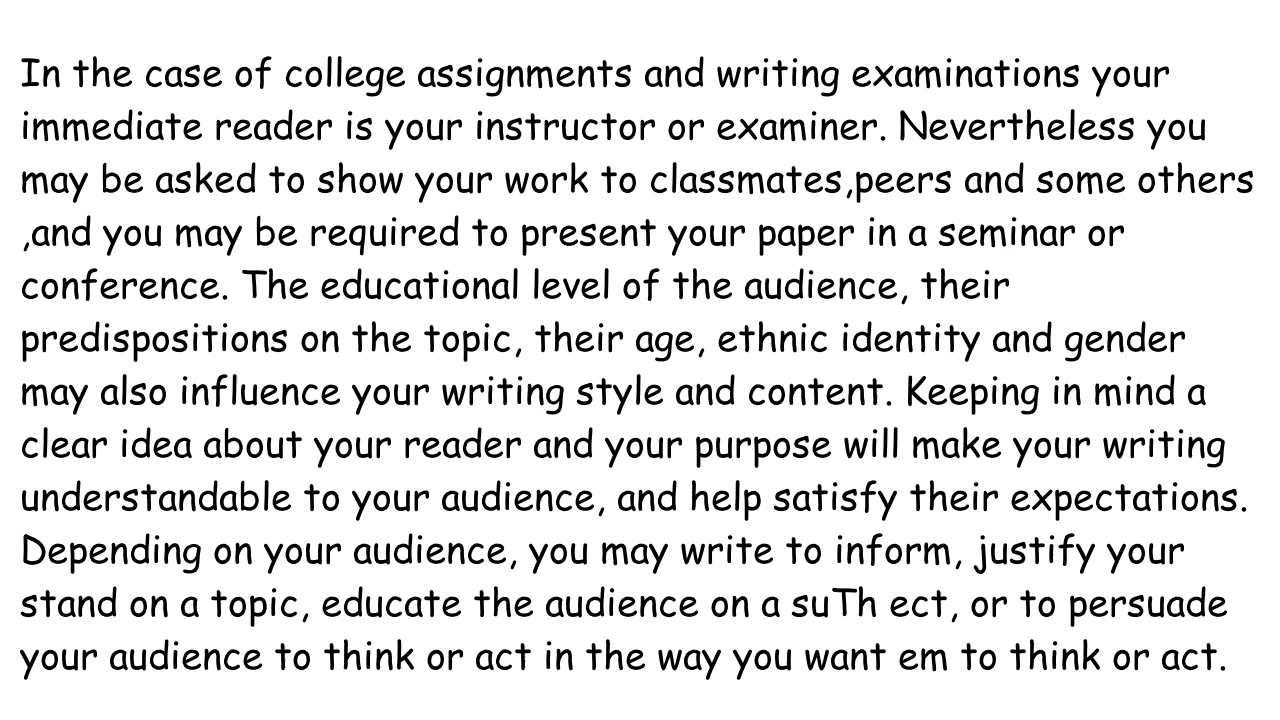 In the case of college assignments and writing examinations your
immediate reader is your instructor or examiner. Nevertheless you
may be asked to show your work to classmates,peers and some others
,and you may be required to present your paper in a seminar or
conference. The educational level of the audience, their
predispositions on the topic, their age, ethnic identity and gender
may also influence your writing style and content. Keeping in mind a
clear idea about your reader and your purpose will make your writing
understandable to your audience, and help satisfy their expectations.
Depending on your audience, you may write to inform, justify your
stand on a topic, educate the audience on a suTh ect, or to persuade
your audience to think or act in the way you want em to think or act.